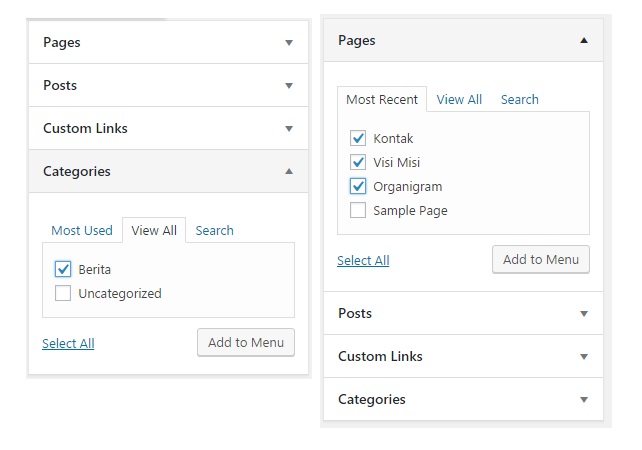 Pages
Posts
Custom Links
Categories
Most Used View All Search
Berita
Uncategorized
Select All Add to Menu
Pages
Most Recent View All Search
Kontak
Visi Misi
Organigram
Sample Page
Select All Add to Menu
Posts
Custom Links
Categories